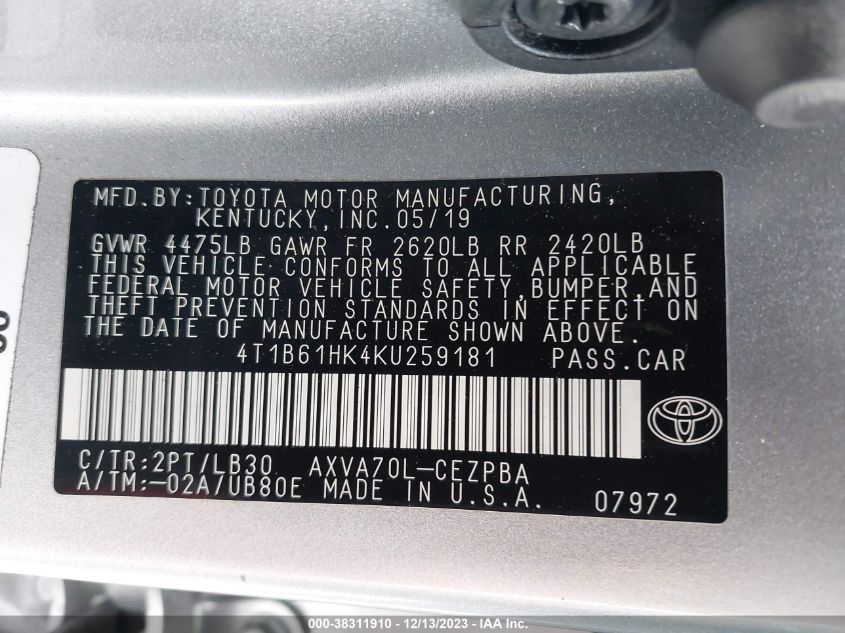 MFD.BY:TOYOTA MOTOR MANUFACTURING,
KENTUCKY,INC.05/19
GVWR 4475LB GAWR FR 2620LB RR 2420LB
THIS VEHICLE CONFORMS TO ALL APPLICABLE
FEDERAL MOTOR VEHICLE SAFETY,BUMPER,AND
THEFT PREVENTION STANDARDS IN EFFECT ON
THE DATE OF MANUFACTURE SHOWN ABOVE.
4T1B61HK4KU259181 PASS.CAR
C/TR:2PT/LB30 AXVA70L-CEZPBA
A/TM:-02A/UB80E MADE IN U.S.A. 07972
000-38311910 - 12/13/2023 - IAA Inc.